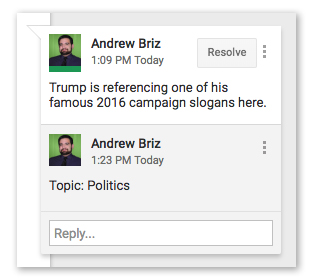 Andrew Briz
1:09 PM Today
Resolve
Trump is referencing one of his
famous 2016 campaign slogans here.
Andrew Briz
1:23 PM Today
Topic: Politics
Reply...